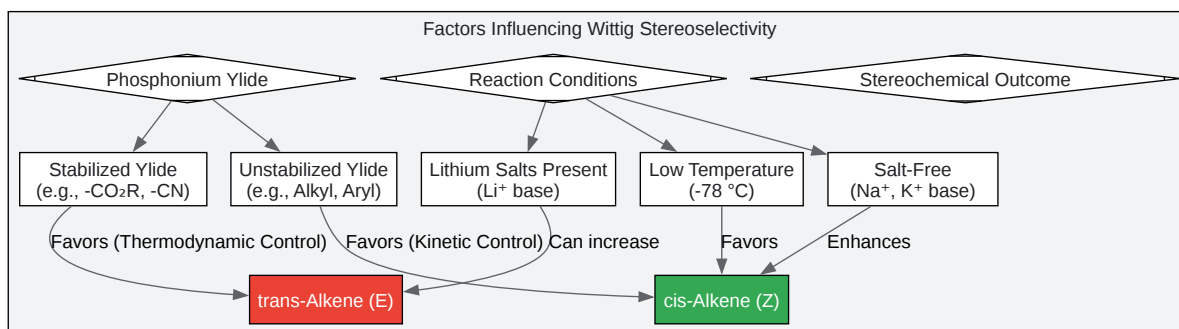 Factors Influencing Wittig Stereoselectivity
Phosphonium Ylide
Reaction Conditions
Stereochemical Outcome
Stabilized Ylide
(e.g., -CO₂R, -CN)
Unstabilized Ylide
(e.g., Alkyl, Aryl)
Lithium Salts Present
(Li⁺ base)
Low Temperature
(-78 °C)
Salt-Free
(Na⁺, K⁺ base)
Favors (Thermodynamic Control)
Favors (Kinetic Control)
Can increase
Favors
Enhances
trans-Alkene (E)
cis-Alkene (Z)